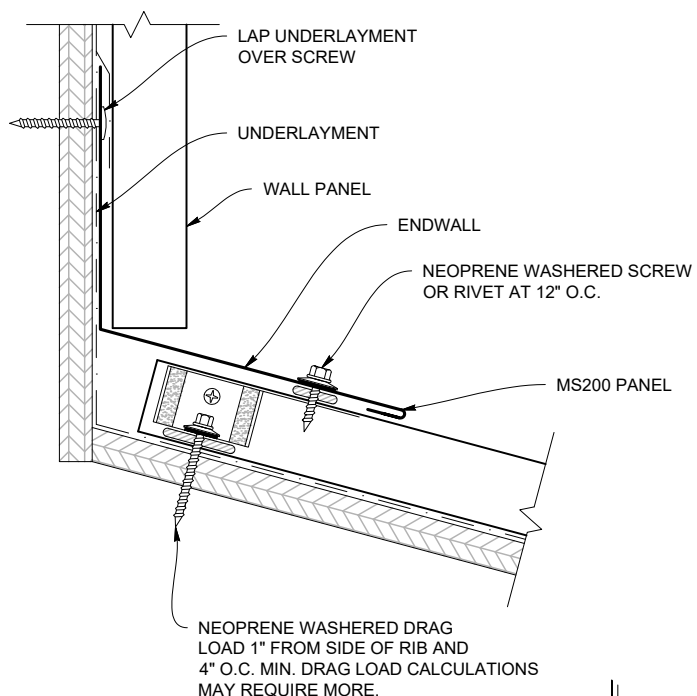 LAP UNDERLAYMENT
OVER SCREW
UNDERLAYMENT
WALL PANEL
ENDWALL
NEOPRENE WASHERED SCREW
OR RIVET AT 12" O.C.
MS200 PANEL
NEOPRENE WASHERED DRAG
LOAD 1" FROM SIDE OF RIB AND
4" O.C. MIN. DRAG LOAD CALCULATIONS
MAY REQUIRE MORE.